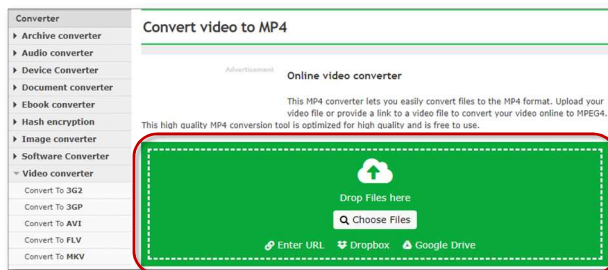 Converter
Archive converter
Audio converter
Device Converter
Document converter
Ebook converter
Hash encryption
Image converter
Software Converter
Video converter
Convert To 3G2
Convert To 3GP
Convert To AVI
Convert To FLV
Convert To MKV
Convert video to MP4
Advertisement
Online video converter
This MP4 converter lets you easily convert files to the MP4 format. Upload your
video file or provide a link to a video file to convert your video online to MPEG4.
This high quality MP4 conversion tool is optimized for high quality and is free to use.
Drop Files here
Choose Files
Enter URL Dropbox Google Drive